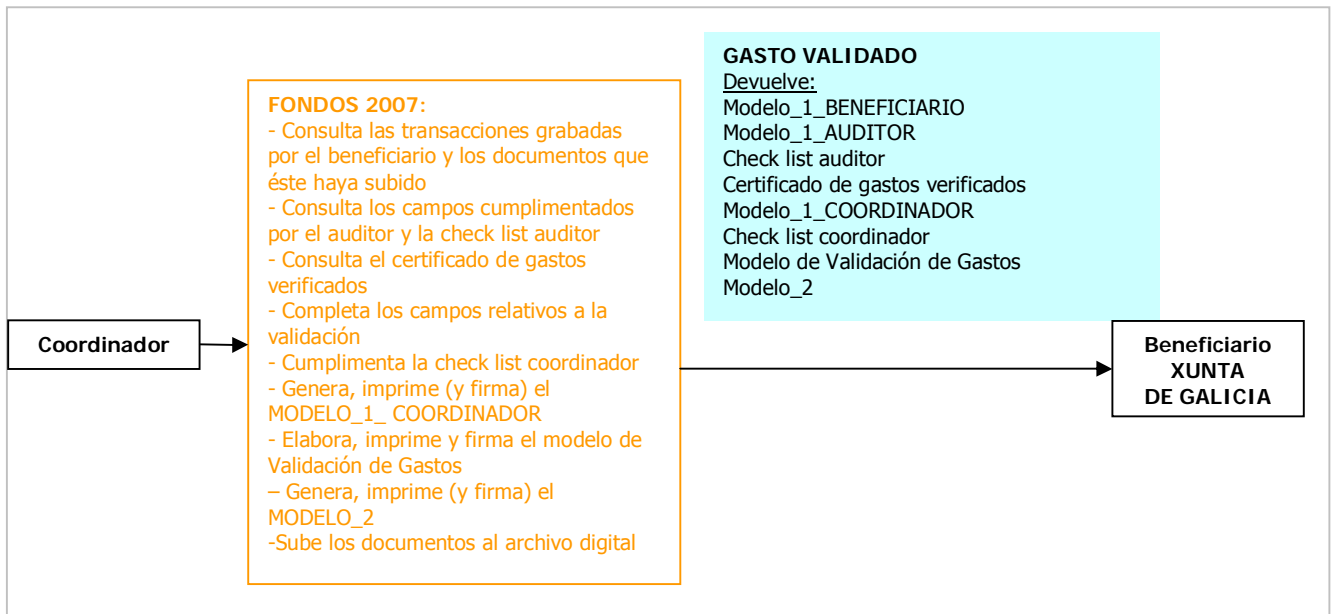 Coordinador
FONDOS 2007:
- Consulta las transacciones grabadas
por el beneficiario y los documentos que
éste haya subido
- Consulta los campos cumplimentados
por el auditor y la check list auditor
- Consulta el certificado de gastos
verificados
- Completa los campos relativos a la
validación
- Cumplimenta la check list coordinador
- Genera, imprime (y firma) el
MODELO_1_ COORDINADOR
- Elabora, imprime y firma el modelo de
Validación de Gastos
– Genera, imprime (y firma) el
MODELO_2
-Sube los documentos al archivo digital
GASTO VALIDADO
Devuelve:
Modelo_1_BENEFICIARIO
Modelo_1_AUDITOR
Check list auditor
Certificado de gastos verificados
Modelo_1_COORDINADOR
Check list coordinador
Modelo de Validación de Gastos
Modelo_2
Beneficiario
XUNTA
DE GALICIA